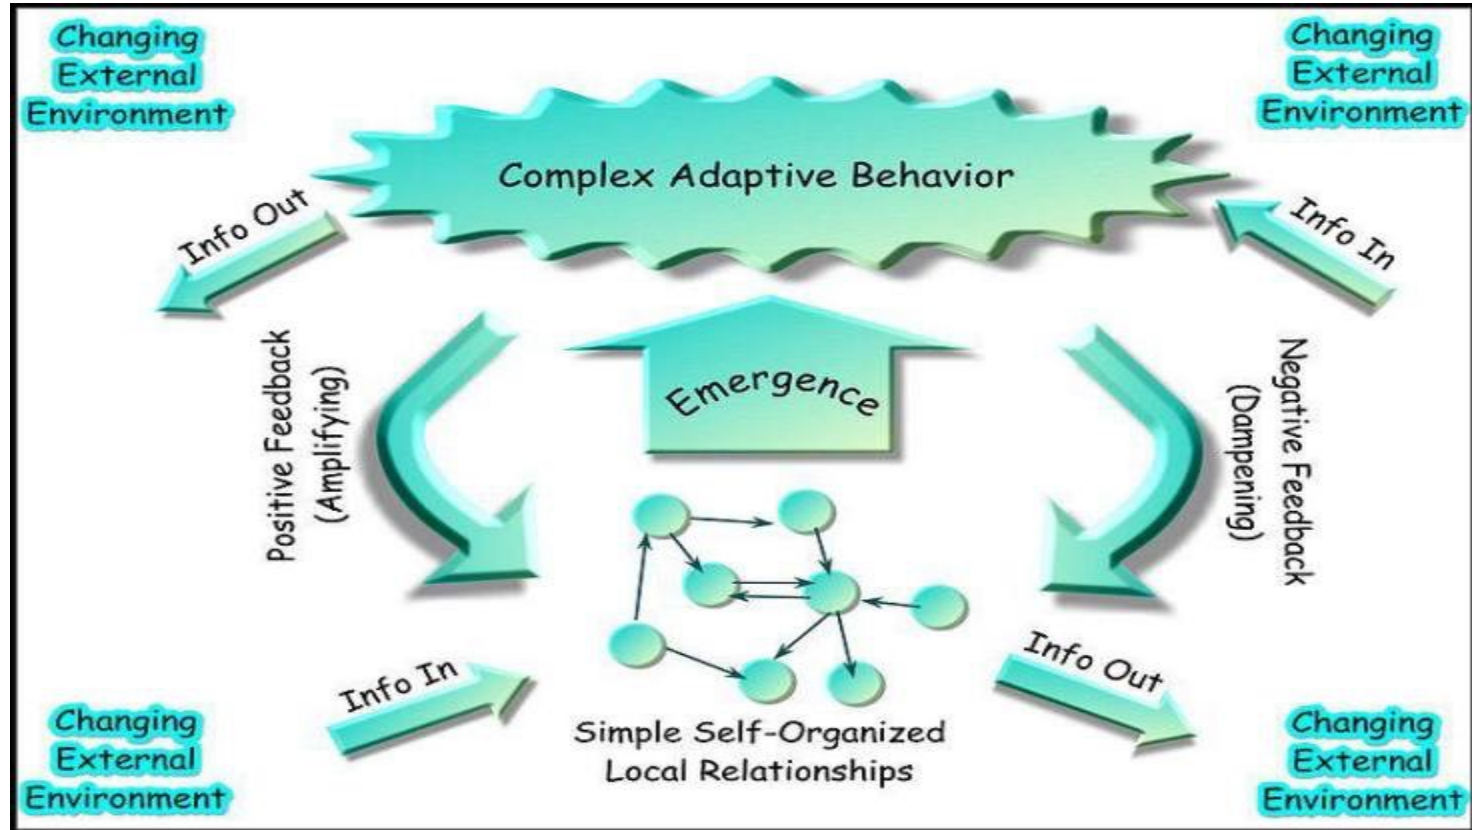 Changing
External
Environment
Changing
External
Environment
Complex Adaptive Behavior
Info Out
Info In
Positive Feedback
(Amplifying)
Emergence
Negative Feedback
(Dampening)
Info In
Info Out
Simple Self-Organized
Local Relationships
Changing
External
Environment
Changing
External
Environment